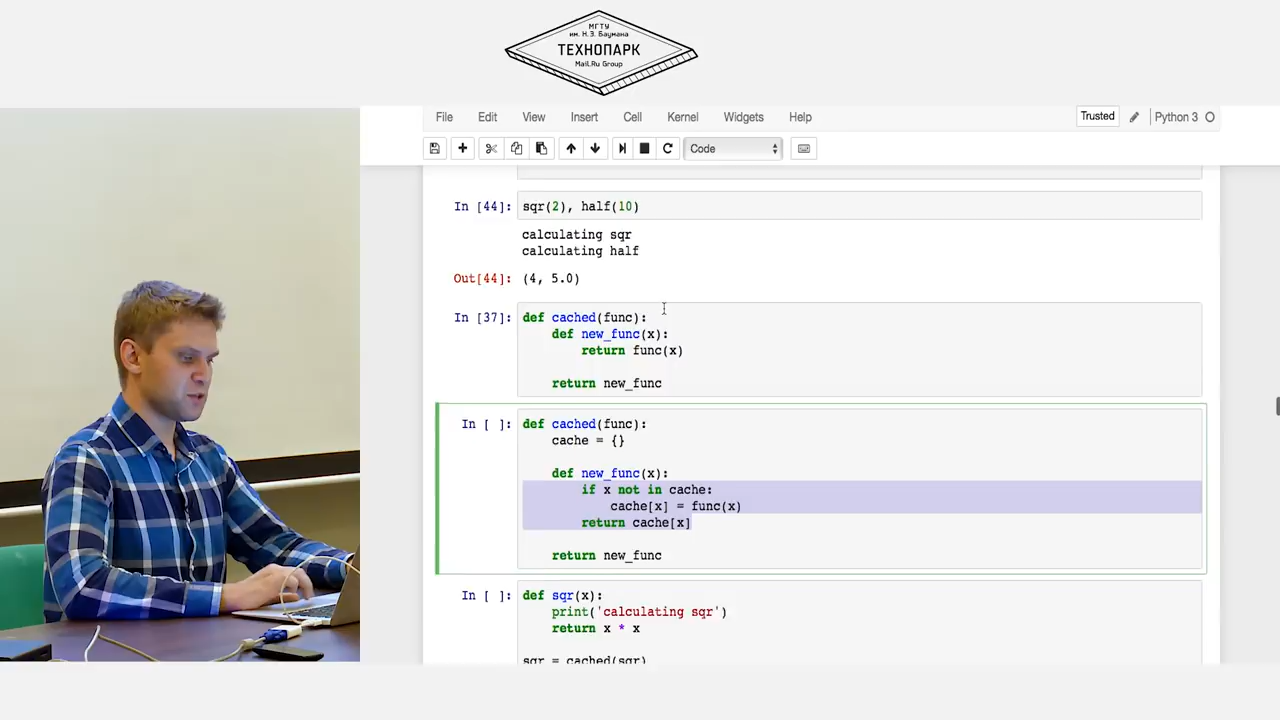 МГТУ
им. Н.Э. Баумана
ТЕХНОПАРК
Mail.Ru Group
File Edit View Insert Cell Kernel Widgets Help Trusted Python 3
Code
In [44]: sqr(2), half(10)
calculating sqr
calculating half
Out[44]: (4, 5.0)
In [37]: def cached(func):
    def new_func(x):
        return func(x)
    return new_func
In [ ]: def cached(func):
    cache = {}
    def new_func(x):
        if x not in cache:
            cache[x] = func(x)
        return cache[x]
    return new_func
In [ ]: def sqr(x):
    print('calculating sqr')
    return x * x
sqr = cached(sqr)